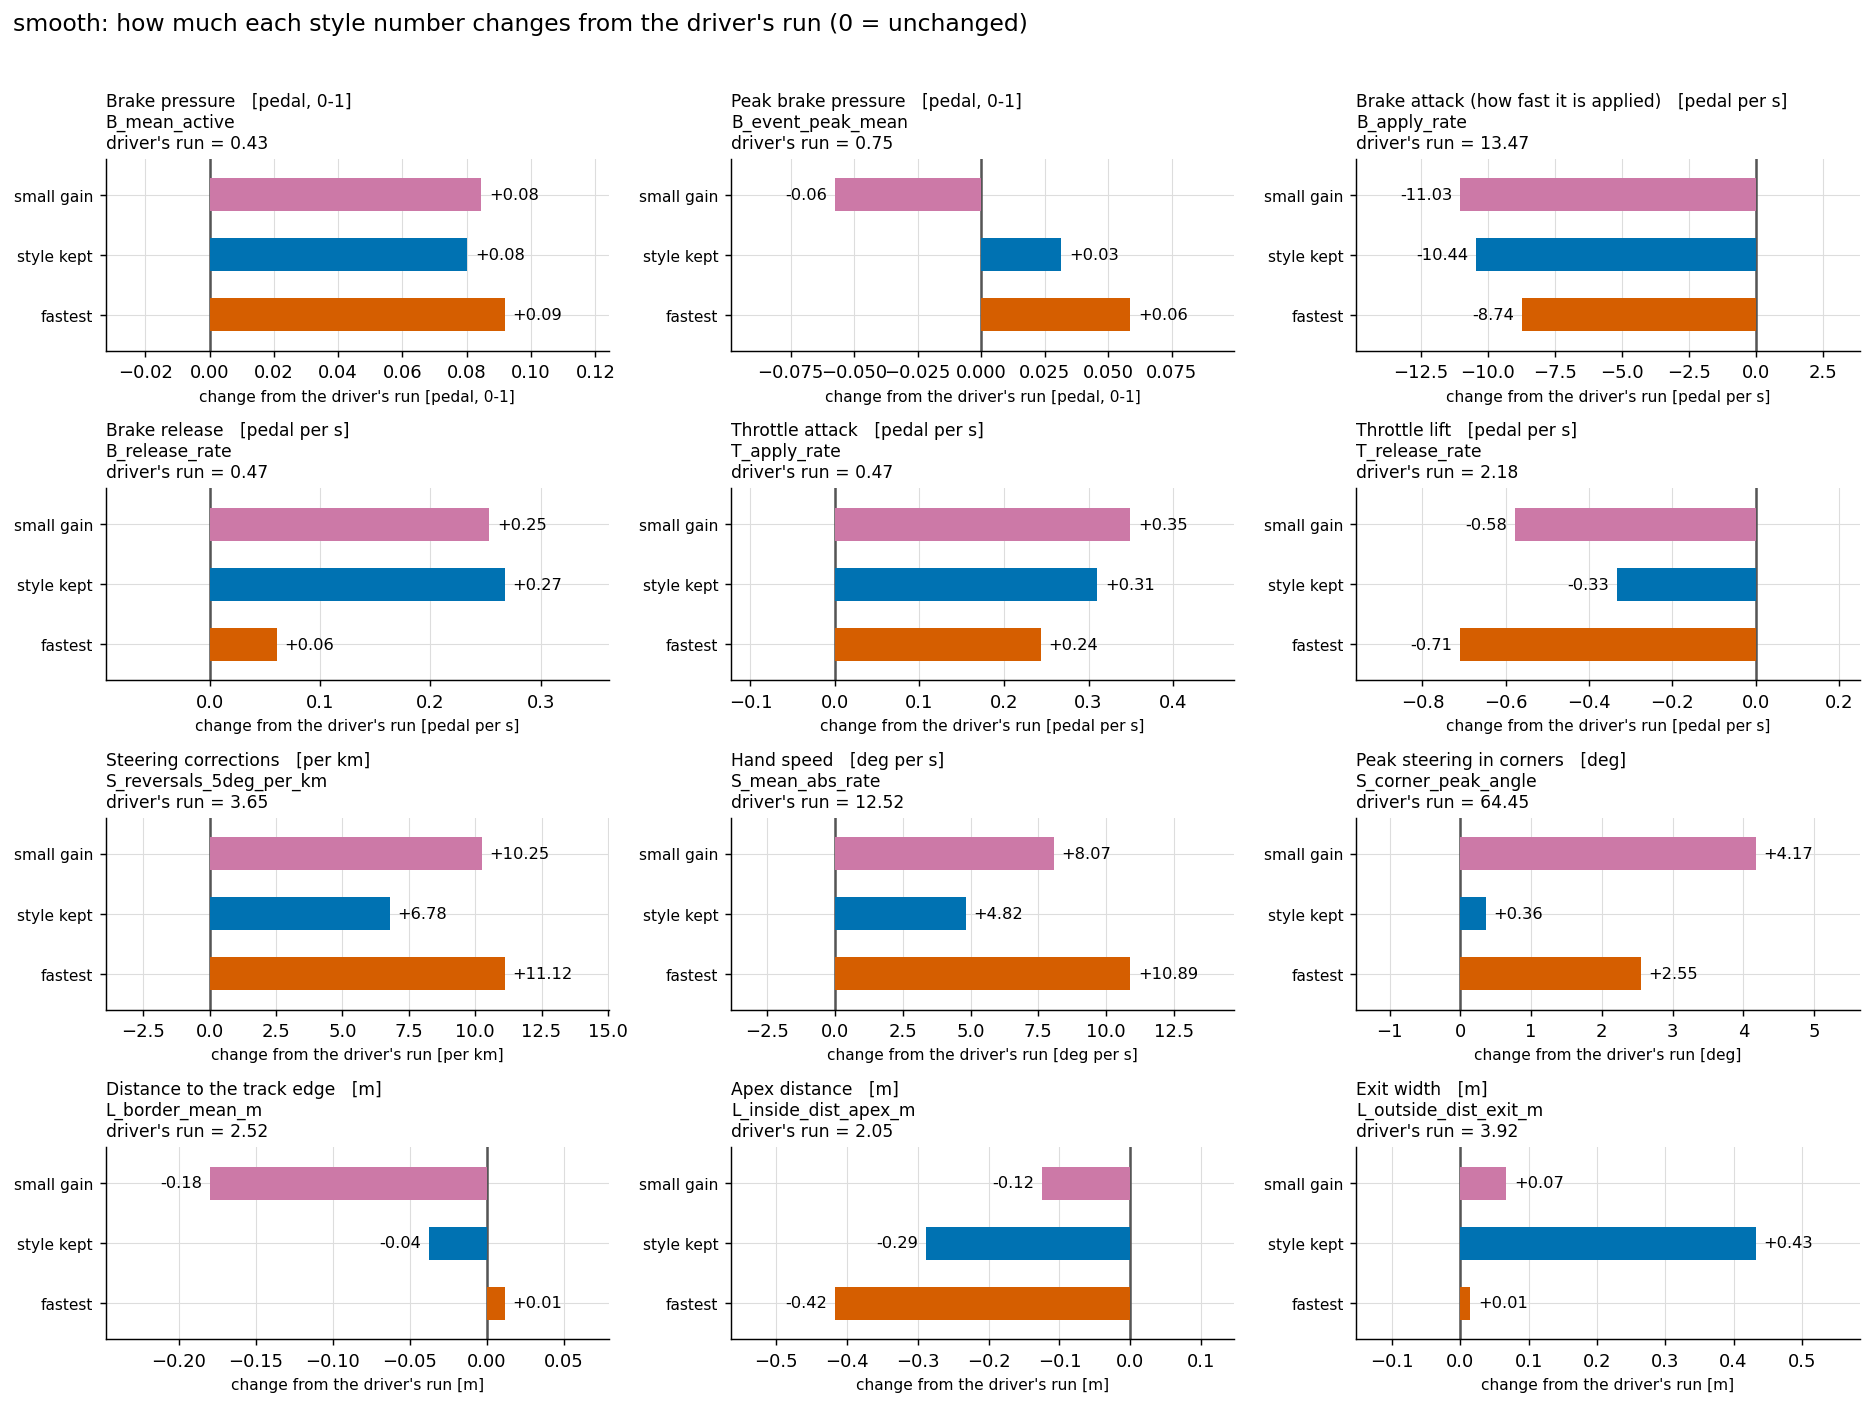 smooth: how much each style number changes from the driver's run (0 = unchanged)
Brake pressure [pedal, 0-1]
B_mean_active
driver's run = 0.43
small gain
style kept
fastest
+0.08
+0.08
+0.09
−0.02 0.00 0.02 0.04 0.06 0.08 0.10 0.12
change from the driver's run [pedal, 0-1]
Peak brake pressure [pedal, 0-1]
B_event_peak_mean
driver's run = 0.75
small gain
style kept
fastest
-0.06
+0.03
+0.06
−0.075 −0.050 −0.025 0.000 0.025 0.050 0.075
change from the driver's run [pedal, 0-1]
Brake attack (how fast it is applied) [pedal per s]
B_apply_rate
driver's run = 13.47
small gain
style kept
fastest
-11.03
-10.44
-8.74
−12.5 −10.0 −7.5 −5.0 −2.5 0.0 2.5
change from the driver's run [pedal per s]
Brake release [pedal per s]
B_release_rate
driver's run = 0.47
small gain
style kept
fastest
+0.25
+0.27
+0.06
0.0 0.1 0.2 0.3
change from the driver's run [pedal per s]
Throttle attack [pedal per s]
T_apply_rate
driver's run = 0.47
small gain
style kept
fastest
+0.35
+0.31
+0.24
−0.1 0.0 0.1 0.2 0.3 0.4
change from the driver's run [pedal per s]
Throttle lift [pedal per s]
T_release_rate
driver's run = 2.18
small gain
style kept
fastest
-0.58
-0.33
-0.71
−0.8 −0.6 −0.4 −0.2 0.0 0.2
change from the driver's run [pedal per s]
Steering corrections [per km]
S_reversals_5deg_per_km
driver's run = 3.65
small gain
style kept
fastest
+10.25
+6.78
+11.12
−2.5 0.0 2.5 5.0 7.5 10.0 12.5 15.0
change from the driver's run [per km]
Hand speed [deg per s]
S_mean_abs_rate
driver's run = 12.52
small gain
style kept
fastest
+8.07
+4.82
+10.89
−2.5 0.0 2.5 5.0 7.5 10.0 12.5
change from the driver's run [deg per s]
Peak steering in corners [deg]
S_corner_peak_angle
driver's run = 64.45
small gain
style kept
fastest
+4.17
+0.36
+2.55
−1 0 1 2 3 4 5
change from the driver's run [deg]
Distance to the track edge [m]
L_border_mean_m
driver's run = 2.52
small gain
style kept
fastest
-0.18
-0.04
+0.01
−0.20 −0.15 −0.10 −0.05 0.00 0.05
change from the driver's run [m]
Apex distance [m]
L_inside_dist_apex_m
driver's run = 2.05
small gain
style kept
fastest
-0.12
-0.29
-0.42
−0.5 −0.4 −0.3 −0.2 −0.1 0.0 0.1
change from the driver's run [m]
Exit width [m]
L_outside_dist_exit_m
driver's run = 3.92
small gain
style kept
fastest
+0.07
+0.43
+0.01
−0.1 0.0 0.1 0.2 0.3 0.4 0.5
change from the driver's run [m]